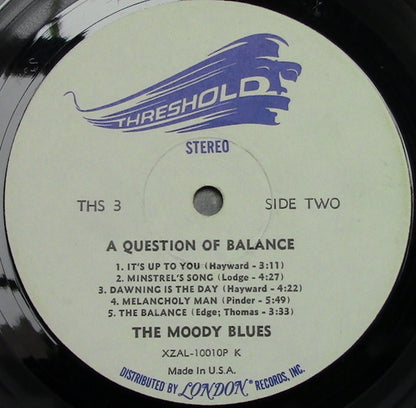 THRESHOLD
STEREO
THS 3 SIDE TWO
A QUESTION OF BALANCE
1. IT'S UP TO YOU (Hayward - 3:11)
2. MINSTREL'S SONG (Lodge - 4:27)
3. DAWNING IS THE DAY (Hayward - 4:22)
4. MELANCHOLY MAN (Pinder - 5:49)
5. THE BALANCE (Edge; Thomas - 3:33)
THE MOODY BLUES
XZAL-10010P K
Made in U.S.A.
DISTRIBUTED BY LONDON® RECORDS, INC.